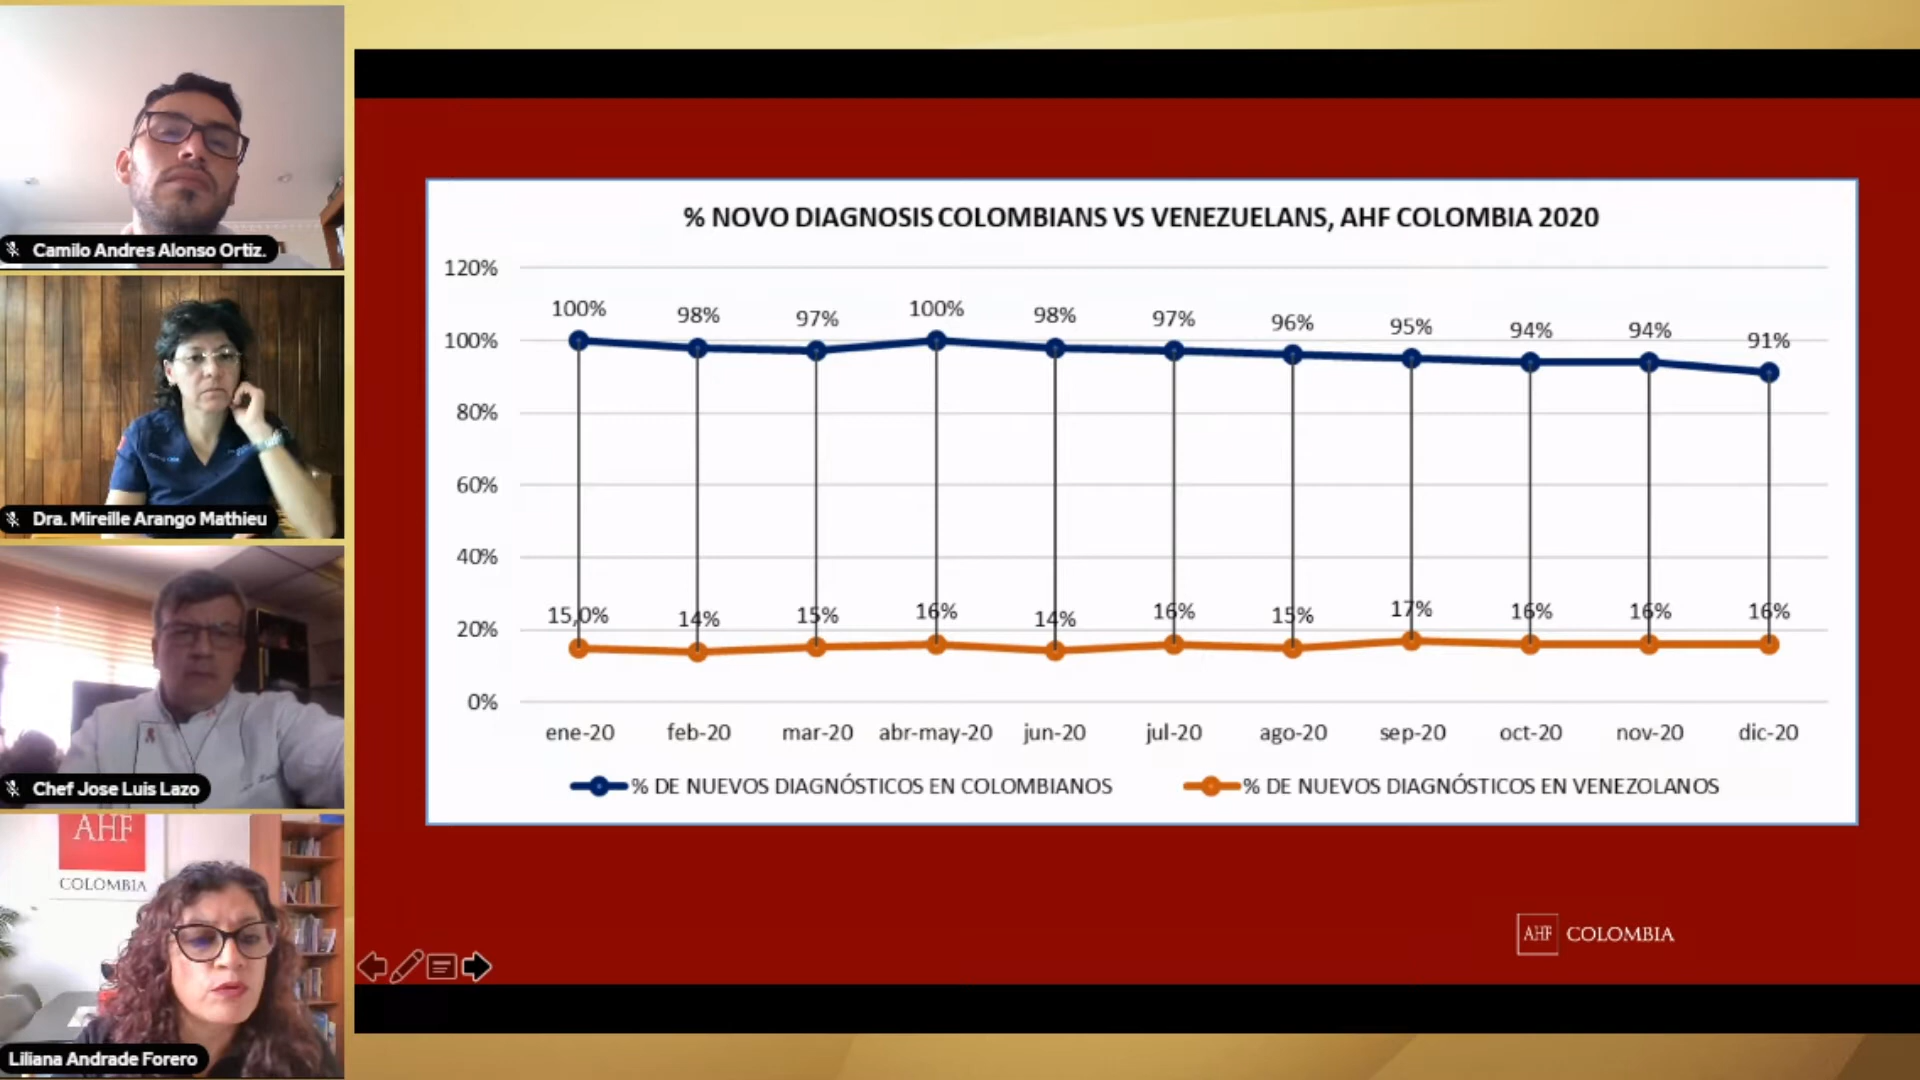 Camilo Andres Alonso Ortiz.
Dra. Mireille Arango Mathieu
Chef Jose Luis Lazo
AHF
COLOMBIA
Liliana Andrade Forero
% NOVO DIAGNOSIS COLOMBIANS VS VENEZUELANS, AHF COLOMBIA 2020
120%
100%
80%
60%
40%
20%
0%
100% 98% 97% 100% 98% 97% 96% 95% 94% 94% 91%
15,0% 14% 15% 16% 14% 16% 15% 17% 16% 16% 16%
ene-20 feb-20 mar-20 abr-may-20 jun-20 jul-20 ago-20 sep-20 oct-20 nov-20 dic-20
% DE NUEVOS DIAGNÓSTICOS EN COLOMBIANOS % DE NUEVOS DIAGNÓSTICOS EN VENEZOLANOS
AHF COLOMBIA